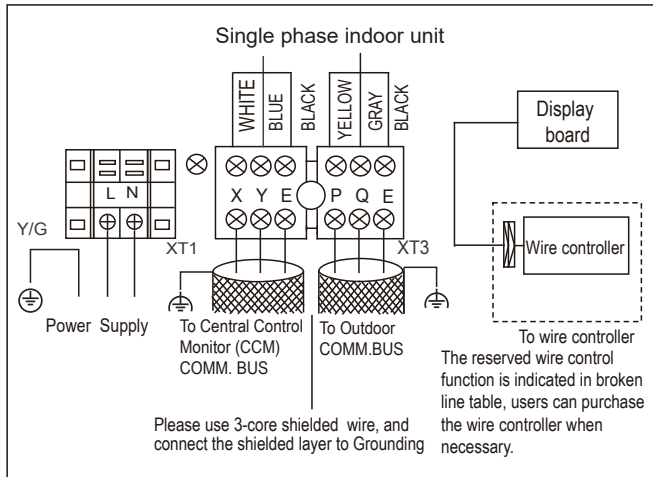 Single phase indoor unit
WHITE
BLUE
BLACK
YELLOW
GRAY
BLACK
Display
board
L N
X Y E
P Q E
Y/G
XT1
XT3
Wire controller
Power Supply
To Central Control
Monitor (CCM)
COMM. BUS
To Outdoor
COMM.BUS
To wire controller
The reserved wire control
function is indicated in broken
line table, users can purchase
the wire controller when
necessary.
Please use 3-core shielded wire, and
connect the shielded layer to Grounding